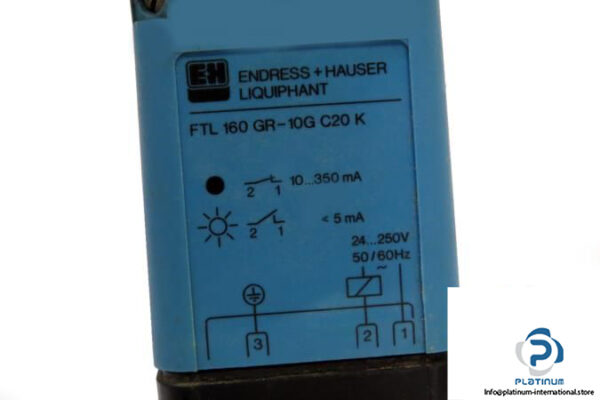 EH ENDRESS + HAUSER
LIQUIPHANT
FTL 160 GR-10G C20 K
2 1 10...350 mA
2 1 < 5 mA
24...250V
50/60Hz
~
3 2 1
PLATINUM
https://platinum-international.store